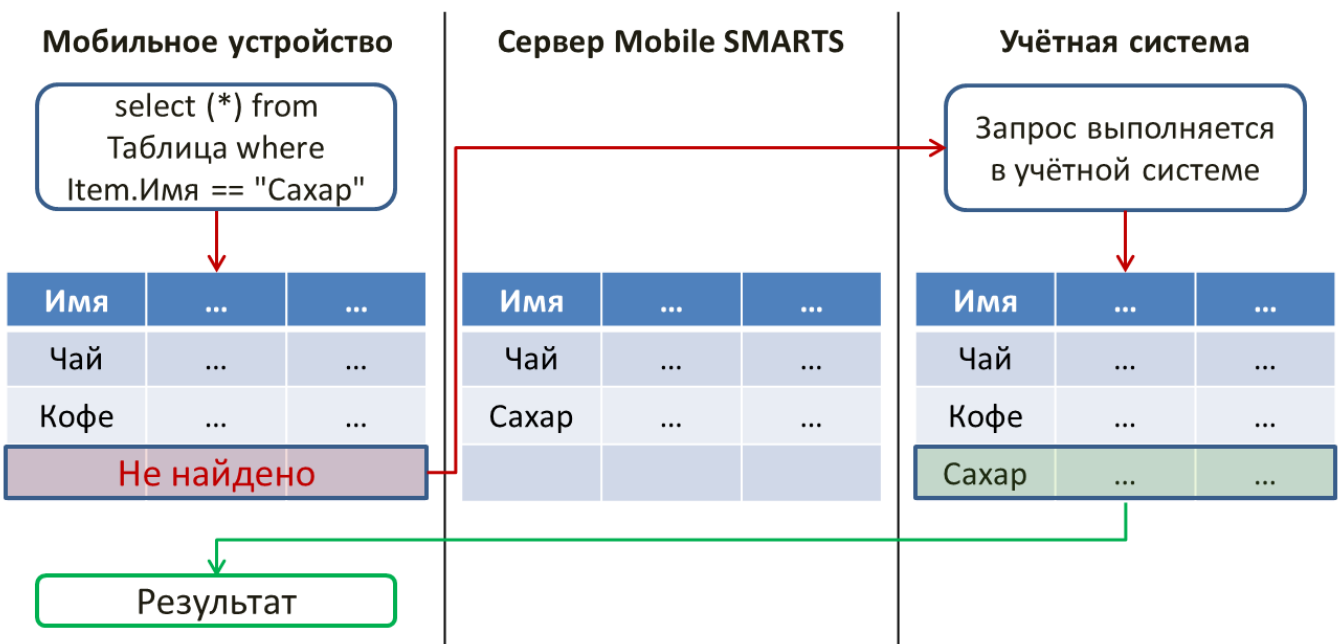 Мобильное устройство
select (*) from
Таблица where
Item.Имя == "Сахар"
Имя ... ...
Чай ... ...
Кофе ... ...
Не найдено
Результат
Сервер Mobile SMARTS
Имя ... ...
Чай ... ...
Сахар ... ...
Учётная система
Запрос выполняется
в учётной системе
Имя ... ...
Чай ... ...
Кофе ... ...
Сахар ... ...